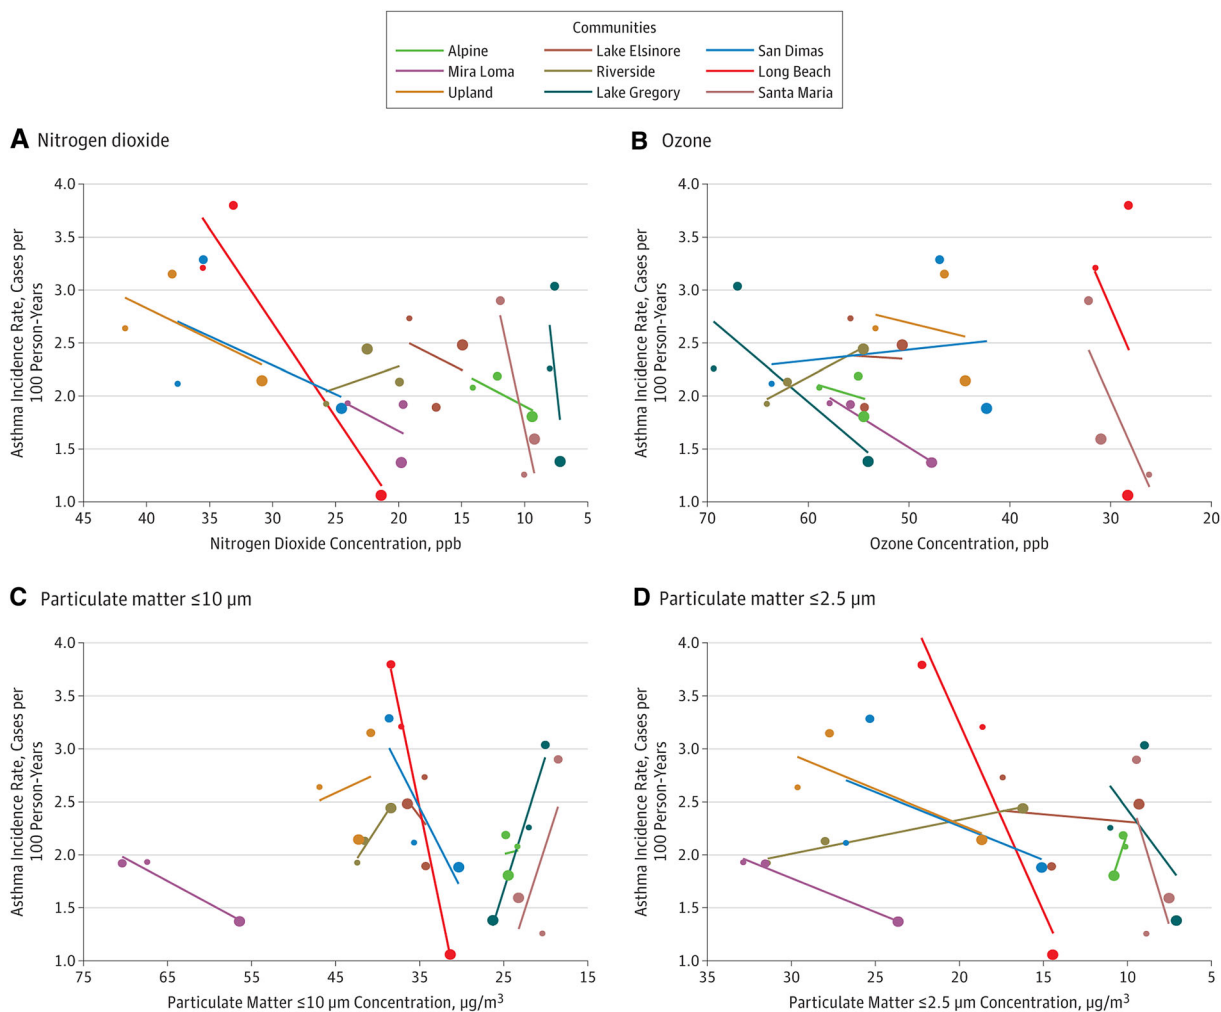 Communities
Alpine Lake Elsinore San Dimas
Mira Loma Riverside Long Beach
Upland Lake Gregory Santa Maria
A Nitrogen dioxide
4.0
3.5
3.0
2.5
2.0
1.5
1.0
Asthma Incidence Rate, Cases per
100 Person-Years
45 40 35 30 25 20 15 10 5
Nitrogen Dioxide Concentration, ppb
B Ozone
4.0
3.5
3.0
2.5
2.0
1.5
1.0
Asthma Incidence Rate, Cases per
100 Person-Years
70 60 50 40 30 20
Ozone Concentration, ppb
C Particulate matter ≤10 μm
4.0
3.5
3.0
2.5
2.0
1.5
1.0
Asthma Incidence Rate, Cases per
100 Person-Years
75 65 55 45 35 25 15
Particulate Matter ≤10 μm Concentration, μg/m³
D Particulate matter ≤2.5 μm
4.0
3.5
3.0
2.5
2.0
1.5
1.0
Asthma Incidence Rate, Cases per
100 Person-Years
35 30 25 20 15 10 5
Particulate Matter ≤2.5 μm Concentration, μg/m³